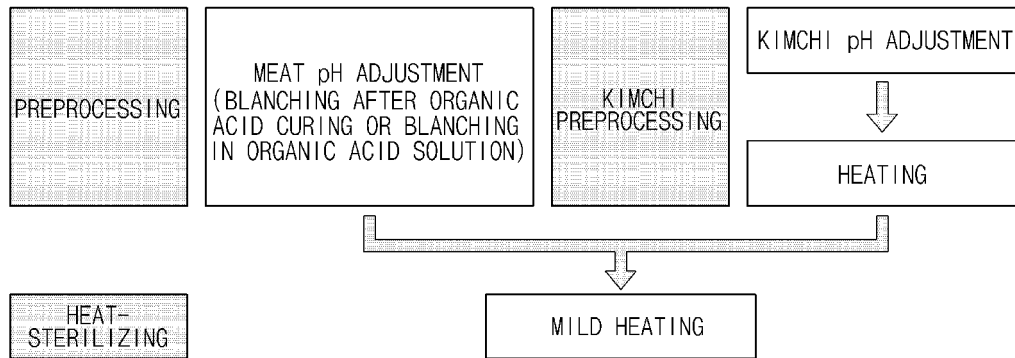 PREPROCESSING
MEAT pH ADJUSTMENT
(BLANCHING AFTER ORGANIC
ACID CURING OR BLANCHING
IN ORGANIC ACID SOLUTION)
KIMCHI
PREPROCESSING
KIMCHI pH ADJUSTMENT
HEATING
HEAT-
STERILIZING
MILD HEATING